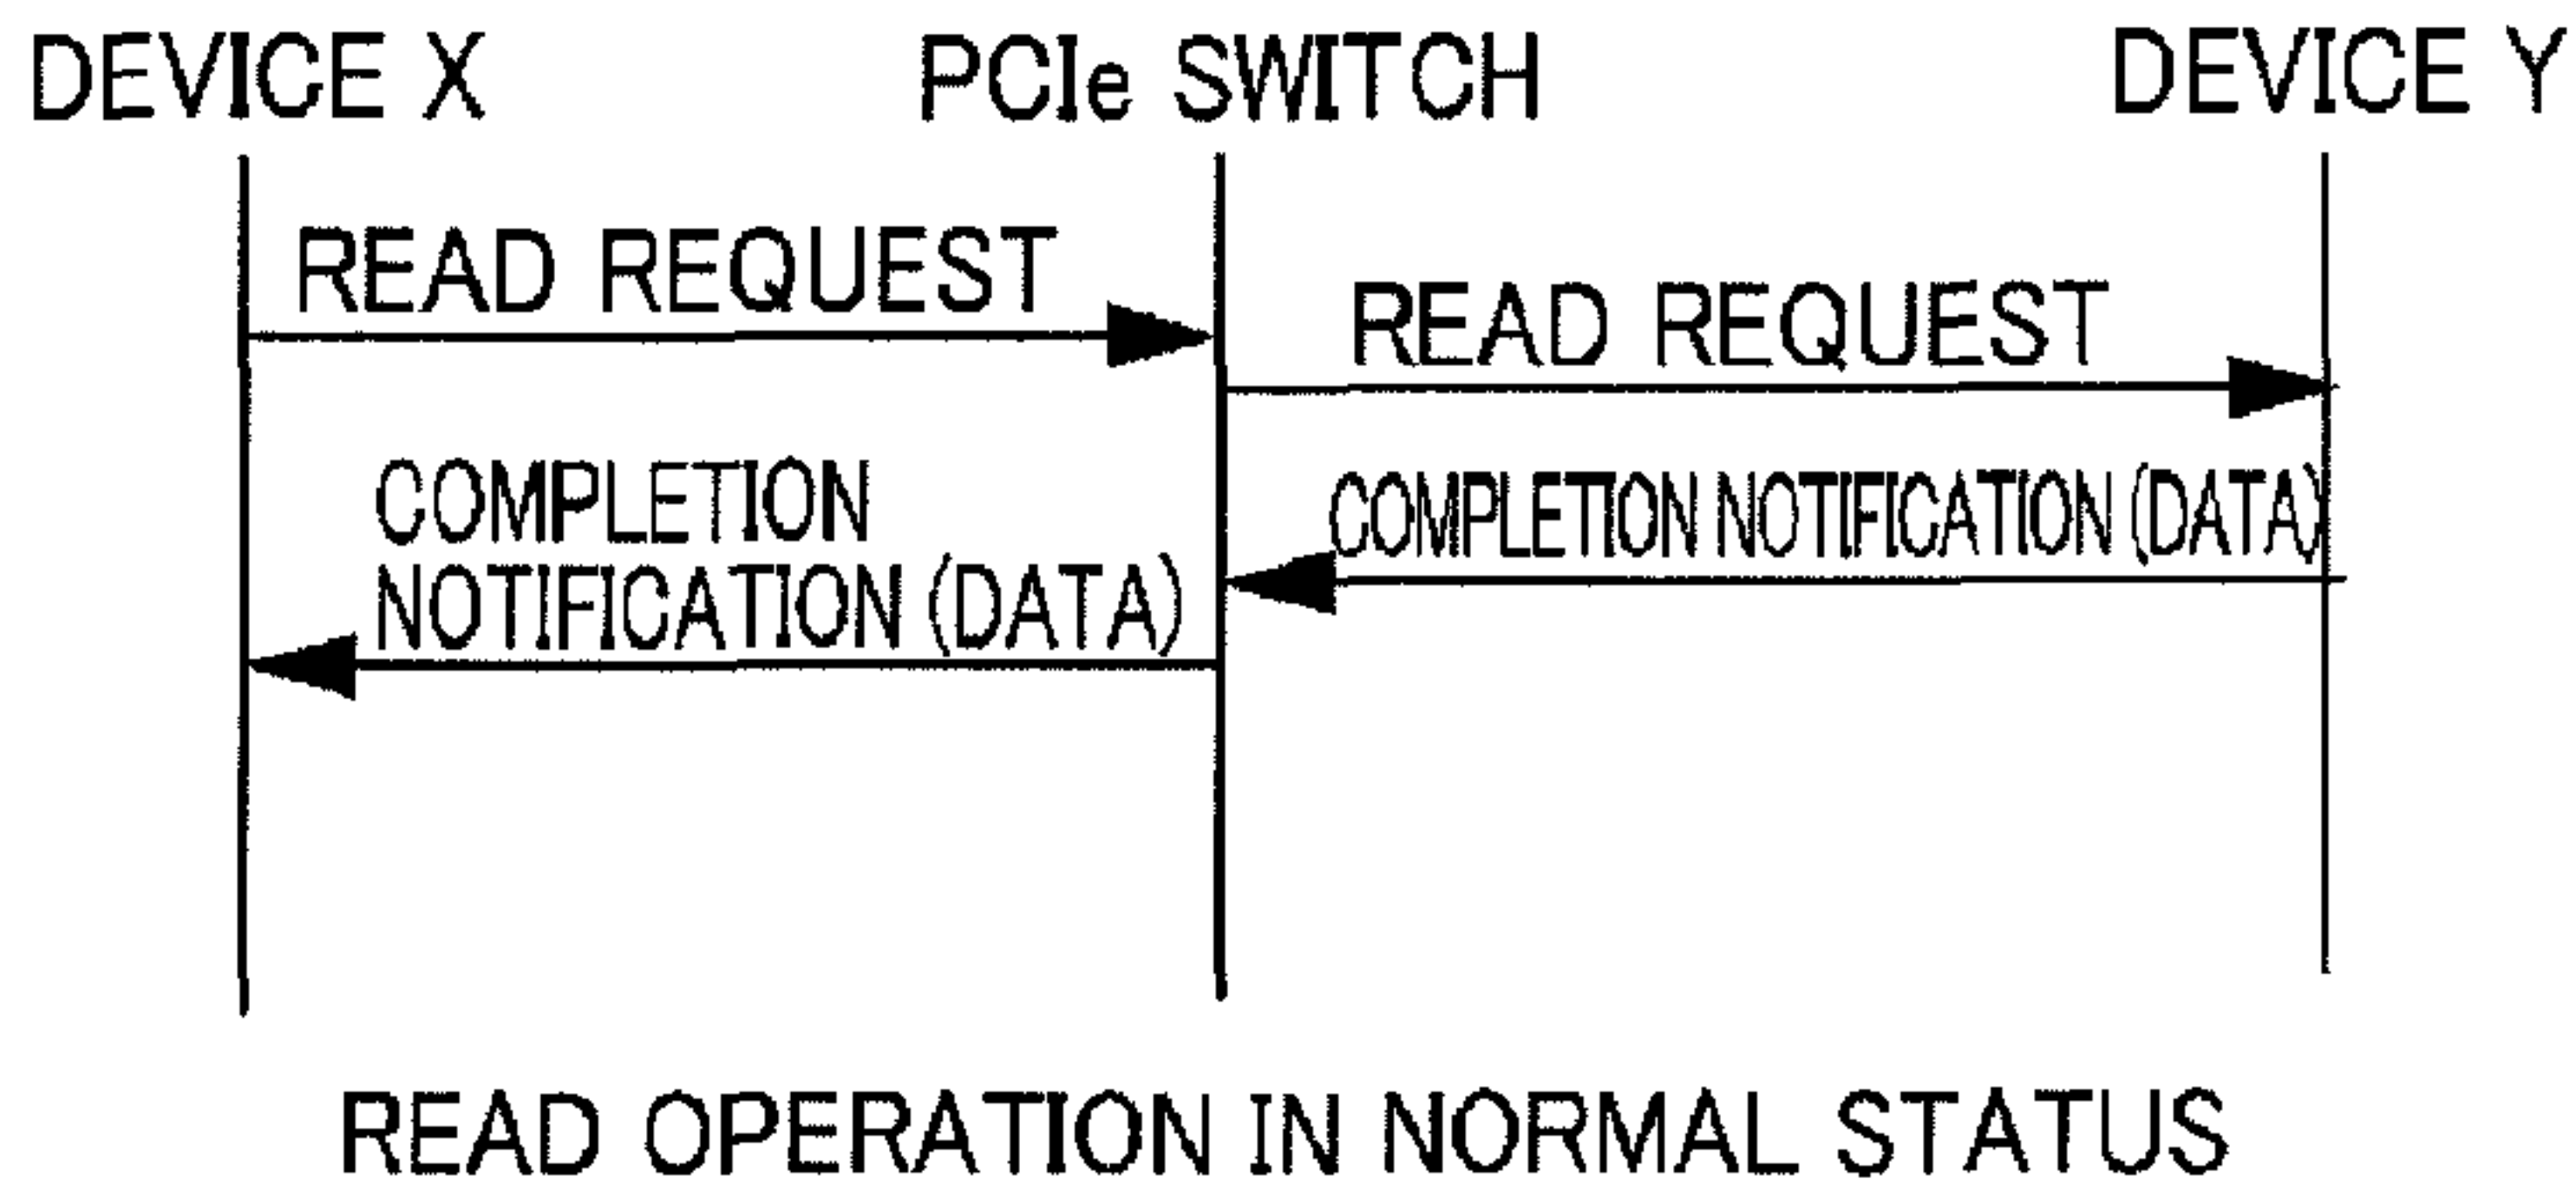 DEVICE X
PCIe SWITCH
DEVICE Y
READ REQUEST
READ REQUEST
COMPLETION
NOTIFICATION (DATA)
COMPLETION NOTIFICATION (DATA)
READ OPERATION IN NORMAL STATUS